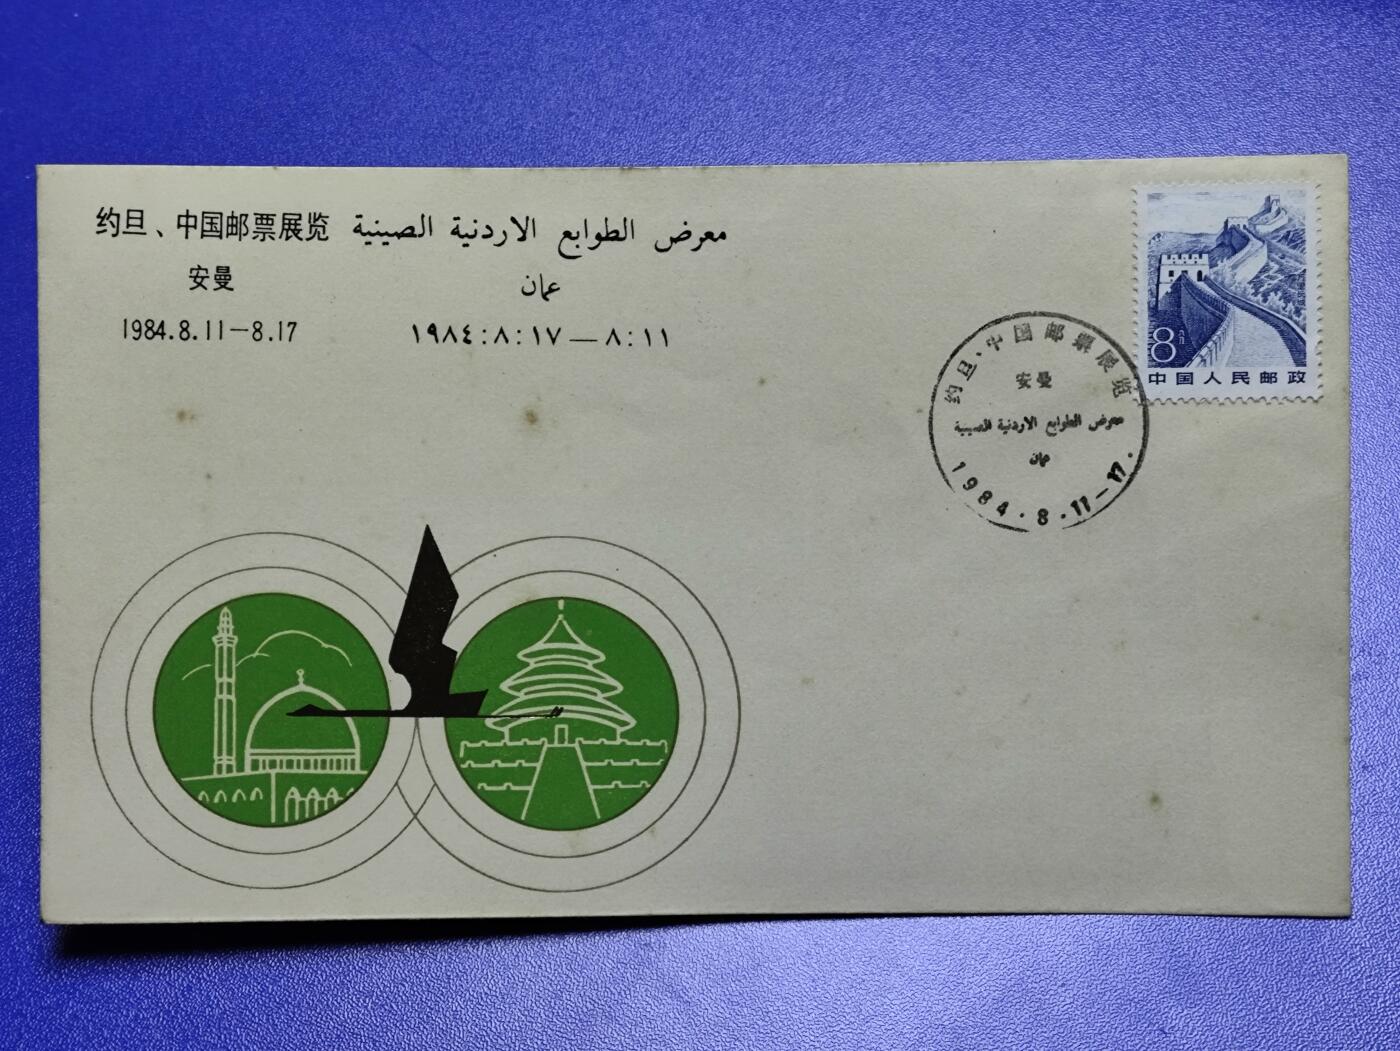 约旦、中国邮票展览 معرض الطوابع الاردنية الصينية
安曼 عمان
1984.8.11—8.17 ١٩٨٤:٨:١٧—٨:١١
8分
中国人民邮政
约旦、中国邮票展览
安曼
معرض الطوابع الاردنية الصينية
عمان
1984.8.11—17.